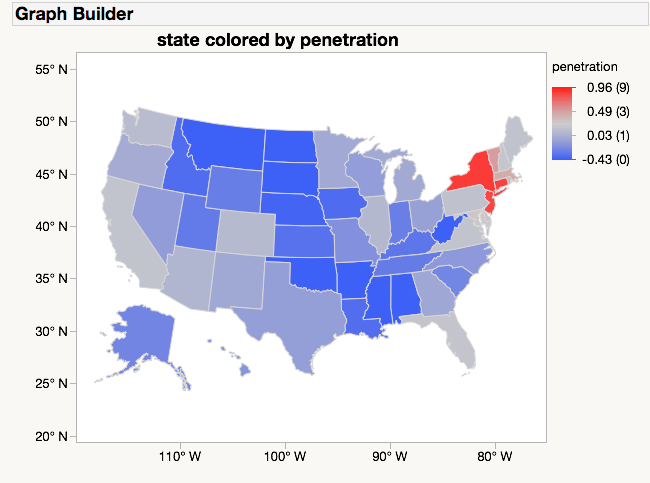 Graph Builder
state colored by penetration
55° N
50° N
45° N
40° N
35° N
30° N
25° N
20° N
110° W
100° W
90° W
80° W
penetration
0.96 (9)
0.49 (3)
0.03 (1)
-0.43 (0)